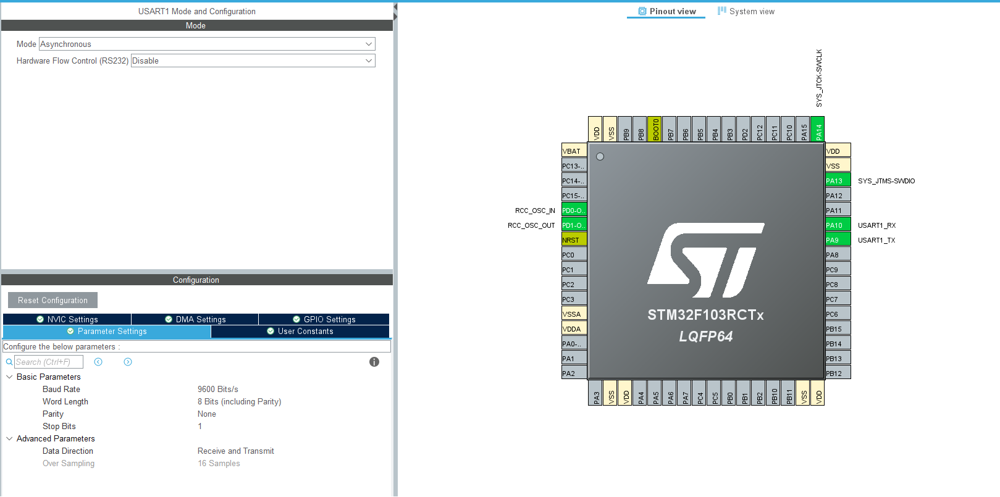 USART1 Mode and Configuration
Mode
Mode Asynchronous
Hardware Flow Control (RS232) Disable
Configuration
Reset Configuration
NVIC Settings
DMA Settings
GPIO Settings
Parameter Settings
User Constants
Configure the below parameters :
Search (Ctrl+F)
Basic Parameters
Baud Rate 9600 Bits/s
Word Length 8 Bits (including Parity)
Parity None
Stop Bits 1
Advanced Parameters
Data Direction Receive and Transmit
Over Sampling 16 Samples
Pinout view
System view
SYS_JTCK-SWCLK
VDD
VSS
PB9
PB8
BOOT0
PB7
PB6
PB5
PB4
PB3
PD2
PC12
PC11
PC10
PA15
PA14
VBAT
PC13-..
PC14-..
PC15-..
RCC_OSC_IN PD0-O..
RCC_OSC_OUT PD1-O..
NRST
PC0
PC1
PC2
PC3
VSSA
VDDA
PA0-..
PA1
PA2
STM32F103RCTx
LQFP64
VDD
VSS
PA13 SYS_JTMS-SWDIO
PA12
PA11
PA10 USART1_RX
PA9 USART1_TX
PA8
PC9
PC8
PC7
PC6
PB15
PB14
PB13
PB12
PA3
VSS
VDD
PA4
PA5
PA6
PA7
PC4
PC5
PB0
PB1
PB2
PB10
PB11
VSS
VDD